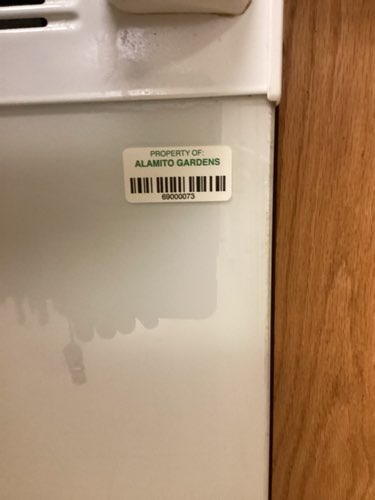 PROPERTY OF:
ALAMITO GARDENS
69000073